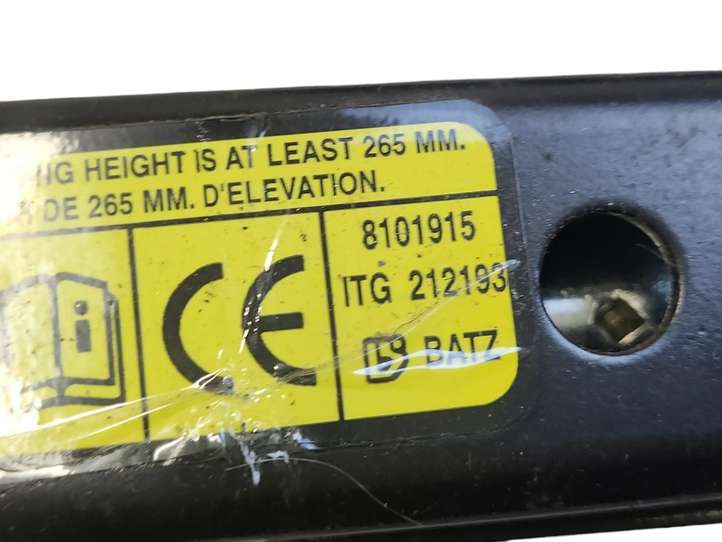 HEIGHT IS AT LEAST 265 MM.
DE 265 MM. D'ELEVATION.
i
CE
8101915
ITG 212193
BATZ